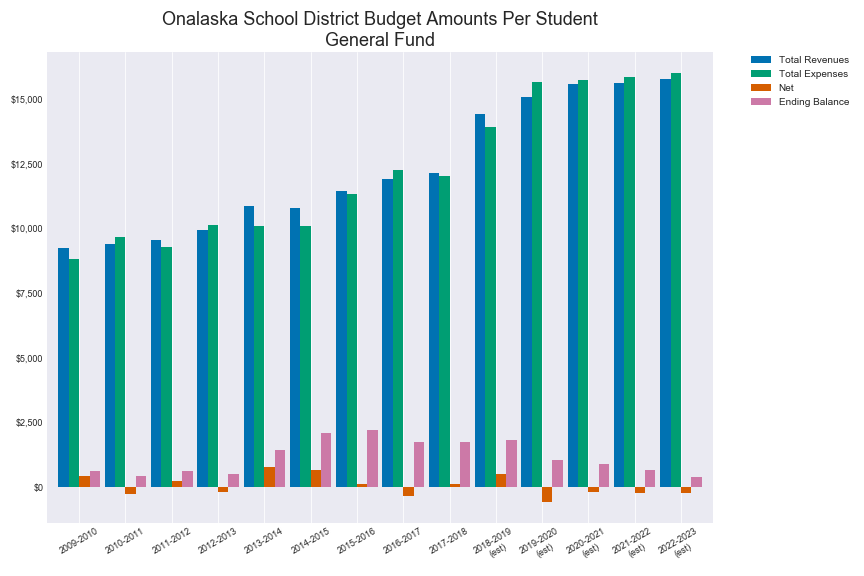 Onalaska School District Budget Amounts Per Student
General Fund
Total Revenues
Total Expenses
Net
Ending Balance
$15,000
$12,500
$10,000
$7,500
$5,000
$2,500
$0
2009-2010
2010-2011
2011-2012
2012-2013
2013-2014
2014-2015
2015-2016
2016-2017
2017-2018
2018-2019
(est)
2019-2020
(est)
2020-2021
(est)
2021-2022
(est)
2022-2023
(est)